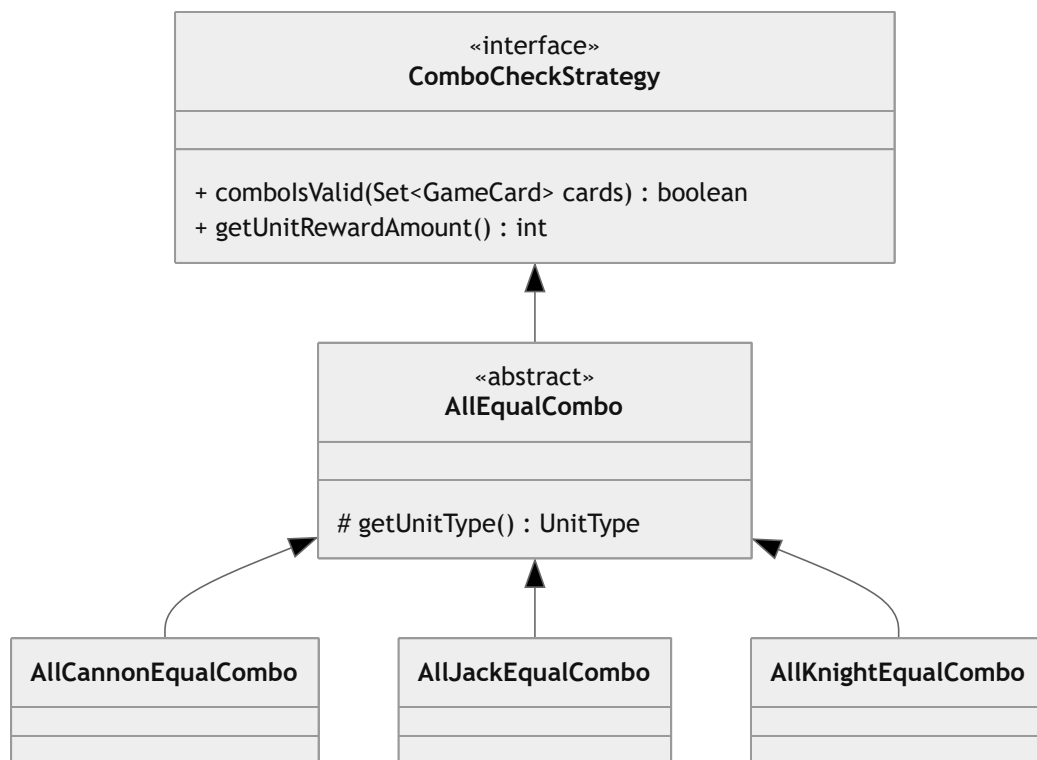 «interface»
ComboCheckStrategy
+ comboIsValid(Set<GameCard> cards) : boolean
+ getUnitRewardAmount() : int
«abstract»
AllEqualCombo
# getUnitType() : UnitType
AllCannonEqualCombo
AllJackEqualCombo
AllKnightEqualCombo